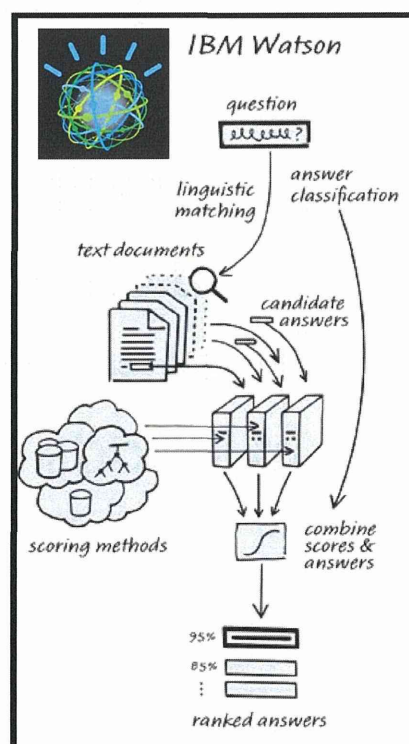 IBM Watson
question
?
linguistic
matching
answer
classification
text documents
candidate
answers
scoring methods
combine
scores &
answers
95%
85%
⋮
ranked answers